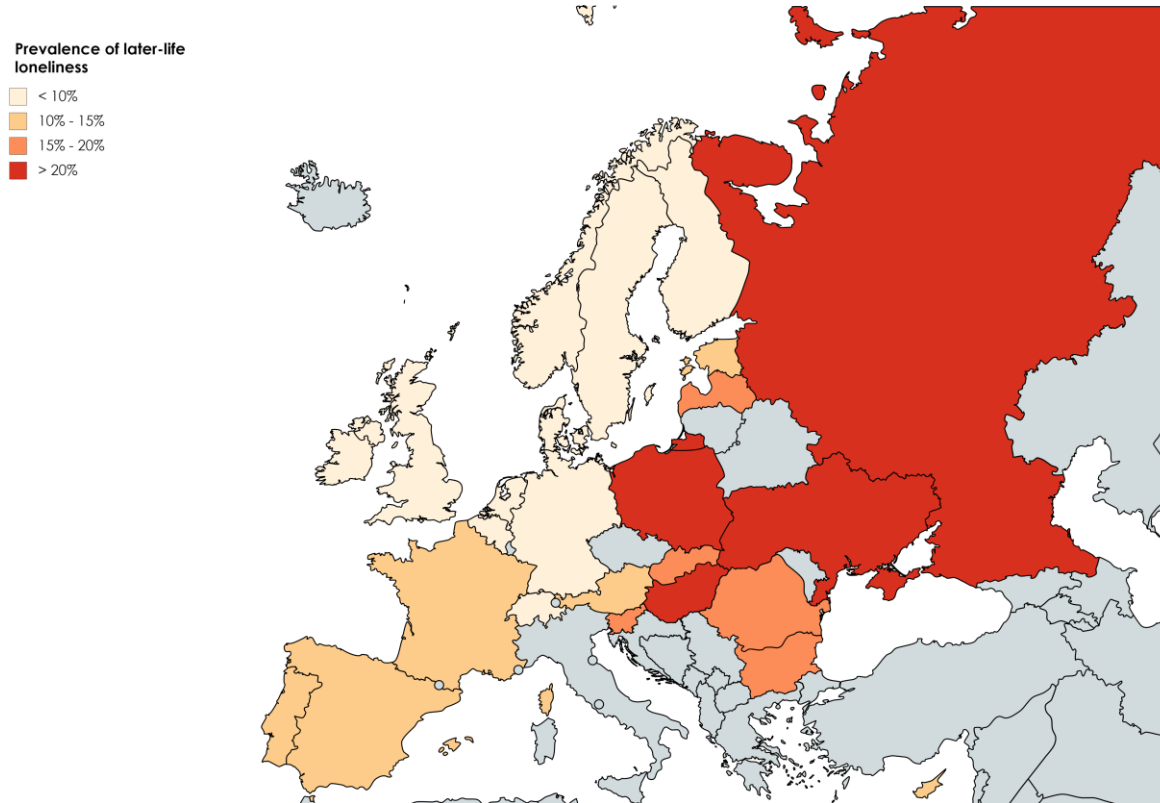 Prevalence of later-life
loneliness
< 10%
10% - 15%
15% - 20%
> 20%